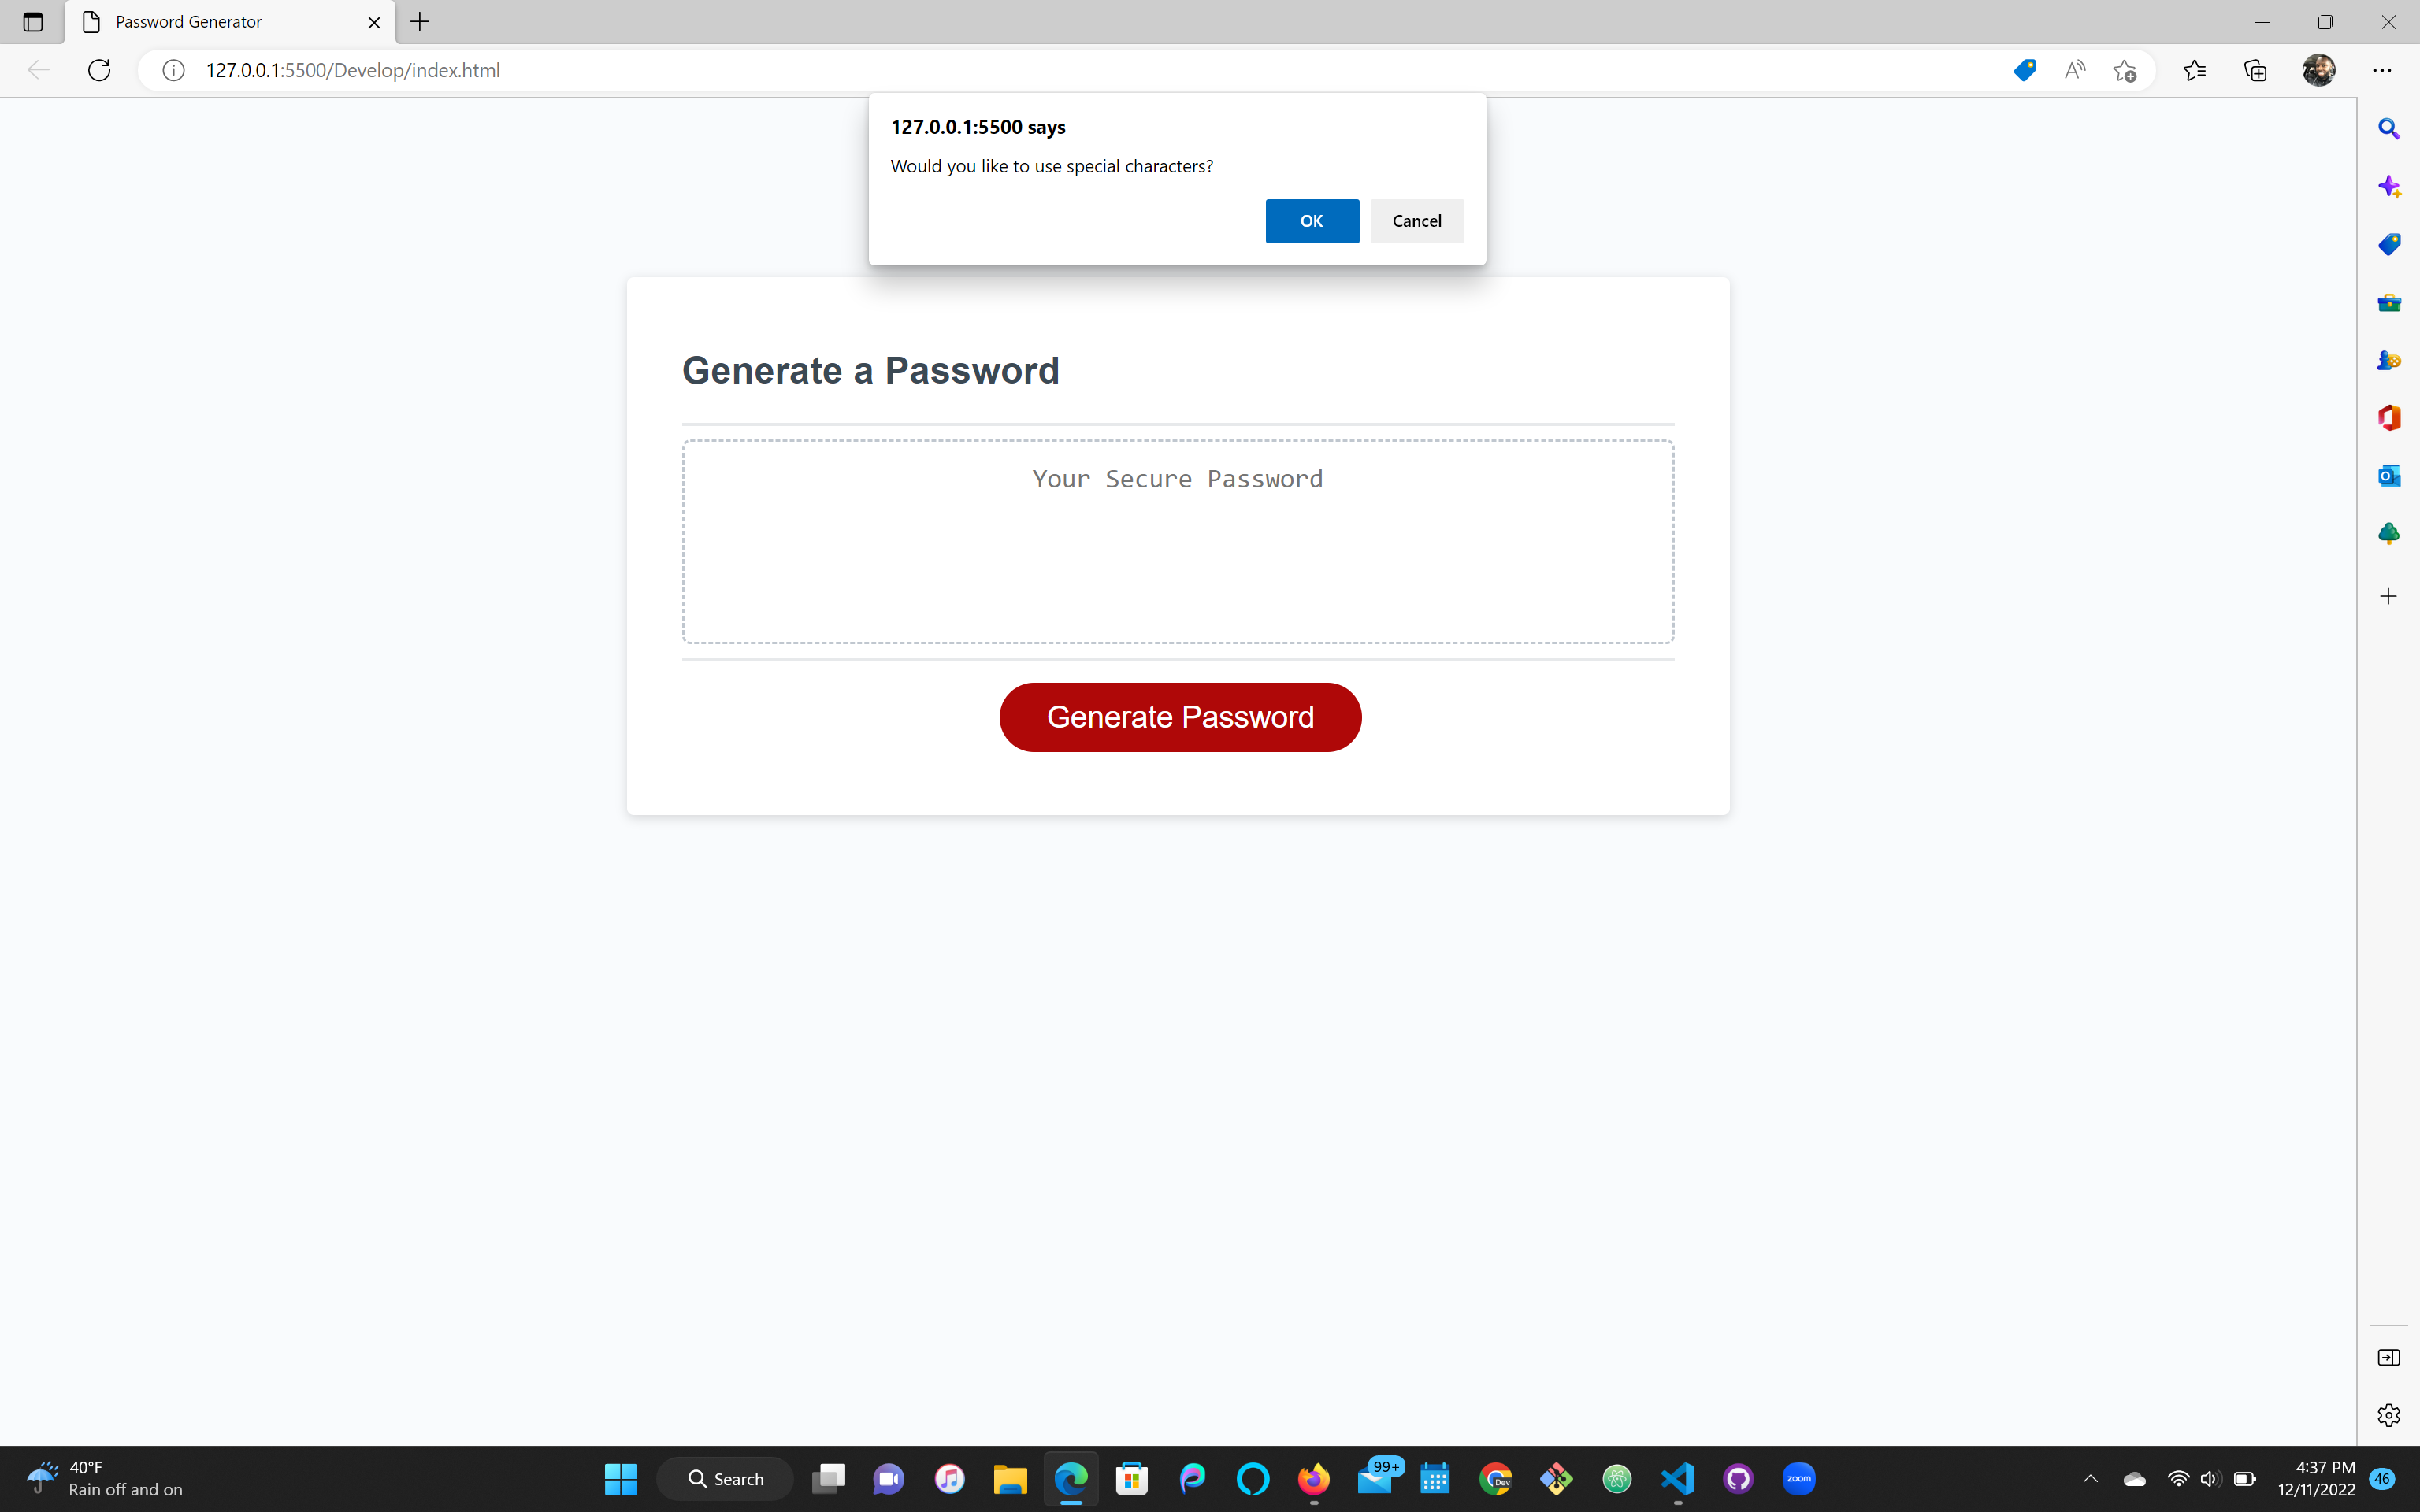 Password Generator
127.0.0.1:5500/Develop/index.html
127.0.0.1:5500 says
Would you like to use special characters?
OK
Cancel
Generate a Password
Your Secure Password
Generate Password
40°F
Rain off and on
Search
99+
Dev
zoom
4:37 PM
12/11/2022
46